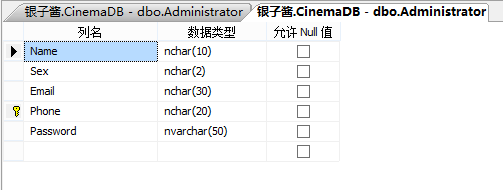 银子酱.CinemaDB - dbo.Administrator 银子酱.CinemaDB - dbo.Administrator
列名 数据类型 允许 Null 值
Name nchar(10)
Sex nchar(2)
Email nchar(30)
Phone nchar(20)
Password nvarchar(50)